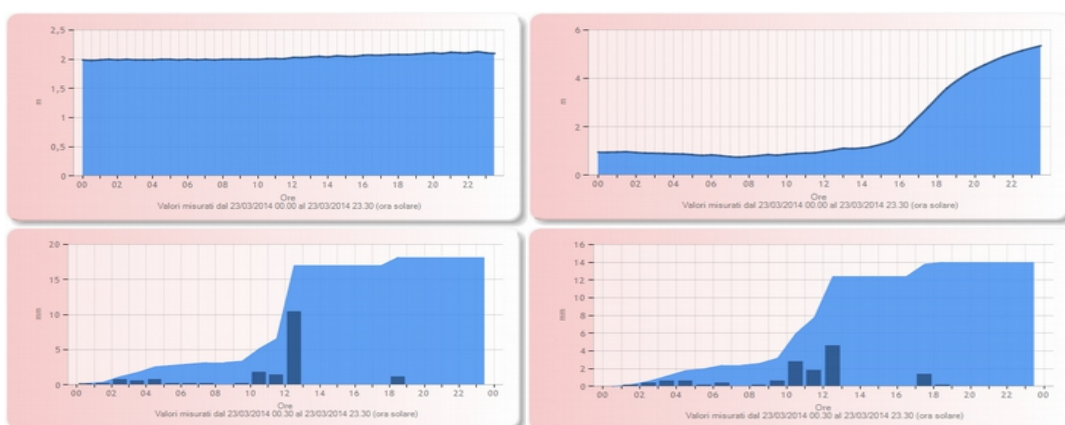 2,5
2
1,5
1
0,5
0
m
00 02 04 06 08 10 12 14 16 18 20 22
Ore
Valori misurati dal 23/03/2014 00.00 al 23/03/2014 23.30 (ora solare)
6
4
2
0
m
00 02 04 06 08 10 12 14 16 18 20 22
Ore
Valori misurati dal 23/03/2014 00.00 al 23/03/2014 23.30 (ora solare)
20
15
10
5
0
mm
00 02 04 06 08 10 12 14 16 18 20 22 00
Ore
Valori misurati dal 23/03/2014 00.30 al 23/03/2014 23.30 (ora solare)
16
14
12
10
8
6
4
2
0
mm
00 02 04 06 08 10 12 14 16 18 20 22 00
Ore
Valori misurati dal 23/03/2014 00.30 al 23/03/2014 23.30 (ora solare)